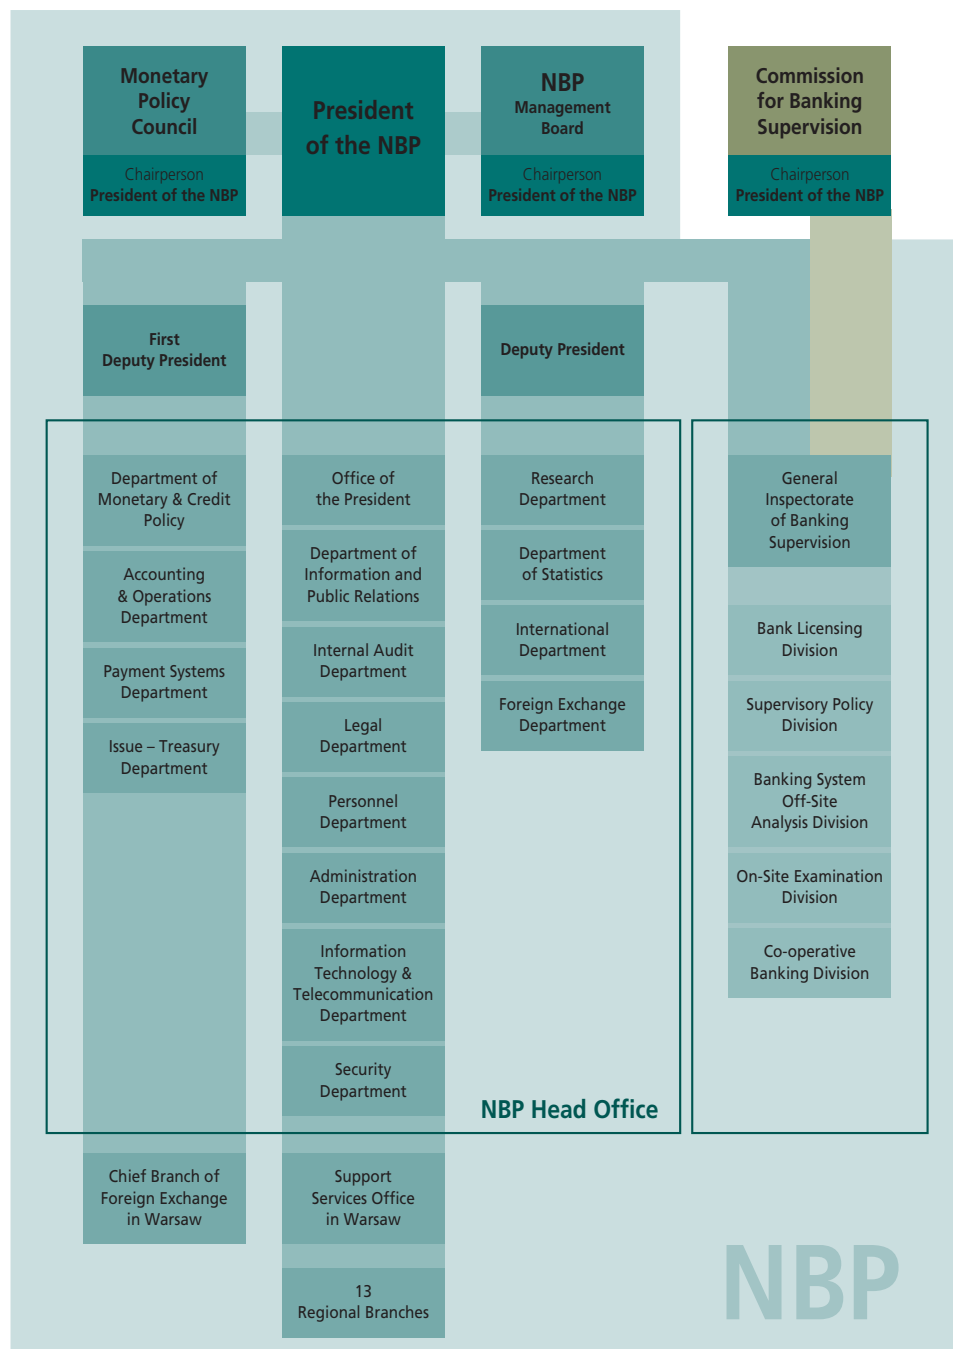 Monetary
Policy
Council
Chairperson
President of the NBP
President
of the NBP
NBP
Management
Board
Chairperson
President of the NBP
Commission
for Banking
Supervision
Chairperson
President of the NBP
First
Deputy President
Deputy President
Department of
Monetary & Credit
Policy
Accounting
& Operations
Department
Payment Systems
Department
Issue – Treasury
Department
Office of
the President
Department of
Information and
Public Relations
Internal Audit
Department
Legal
Department
Personnel
Department
Administration
Department
Information
Technology &
Telecommunication
Department
Security
Department
Research
Department
Department
of Statistics
International
Department
Foreign Exchange
Department
General
Inspectorate
of Banking
Supervision
Bank Licensing
Division
Supervisory Policy
Division
Banking System
Off-Site
Analysis Division
On-Site Examination
Division
Co-operative
Banking Division
NBP Head Office
Chief Branch of
Foreign Exchange
in Warsaw
Support
Services Office
in Warsaw
13
Regional Branches
NBP